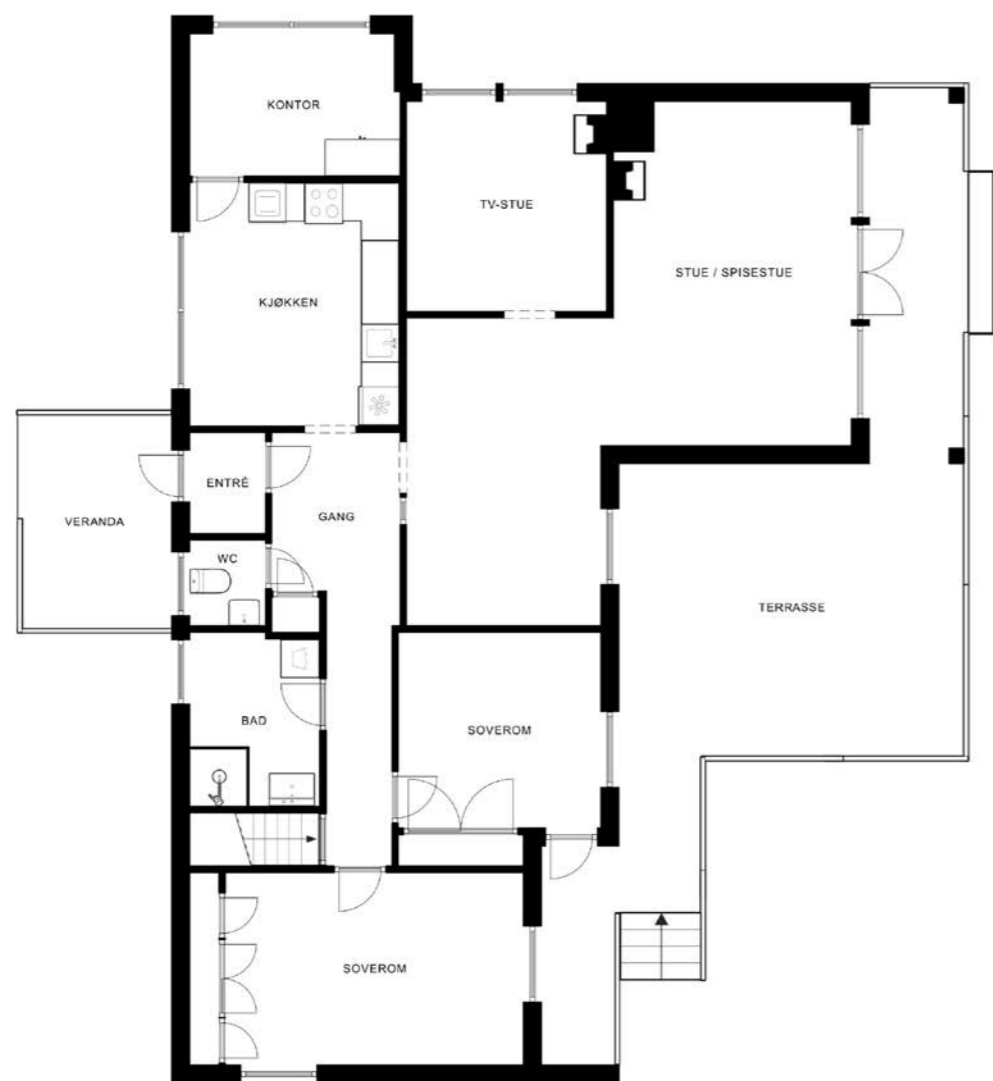 KONTOR
TV-STUE
STUE / SPISESTUE
KJØKKEN
ENTRÉ
GANG
VERANDA
WC
TERRASSE
BAD
SOVEROM
SOVEROM